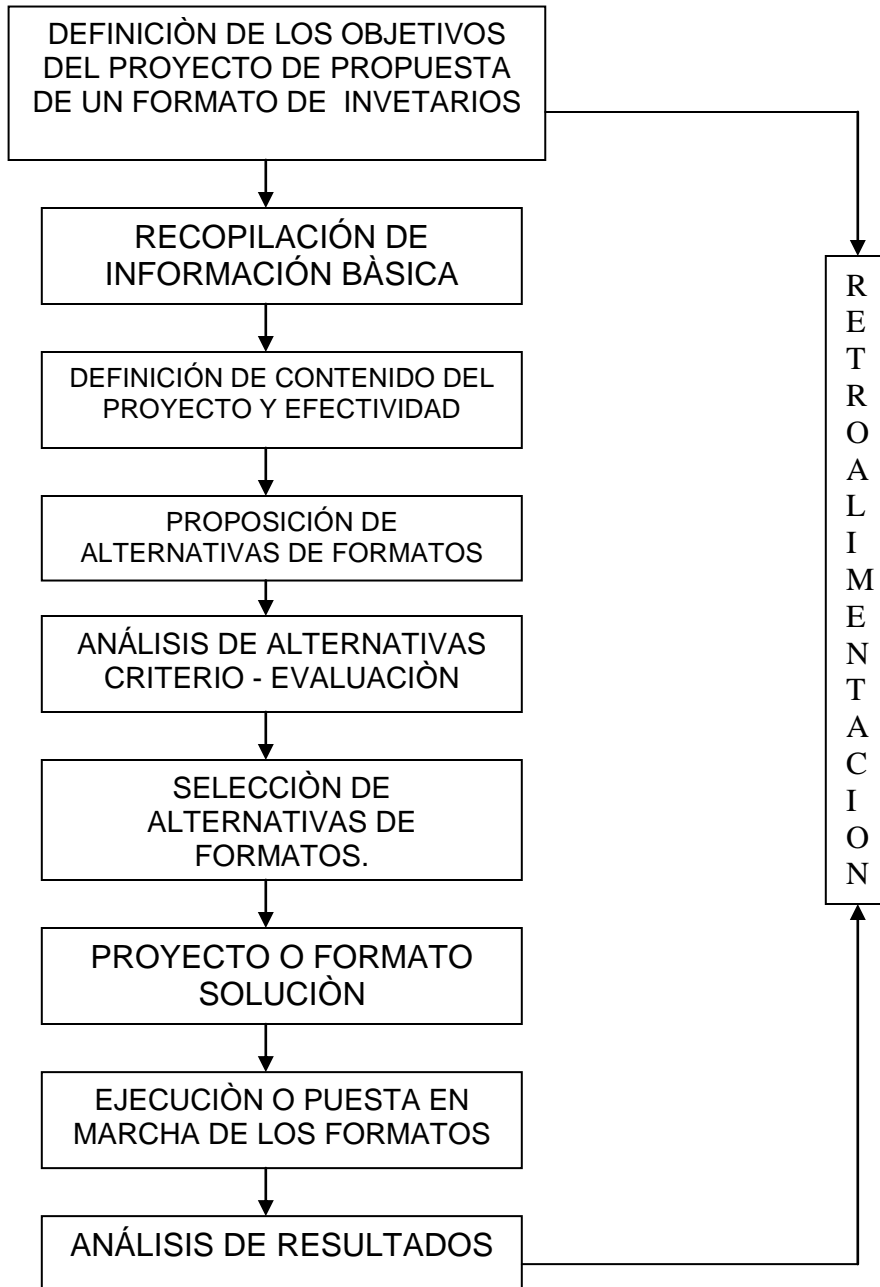 DEFINICIÒN DE LOS OBJETIVOS
DEL PROYECTO DE PROPUESTA
DE UN FORMATO DE INVETARIOS
RECOPILACIÓN DE
INFORMACIÓN BÀSICA
DEFINICIÓN DE CONTENIDO DEL
PROYECTO Y EFECTIVIDAD
PROPOSICIÓN DE
ALTERNATIVAS DE FORMATOS
ANÁLISIS DE ALTERNATIVAS
CRITERIO - EVALUACIÒN
SELECCIÒN DE
ALTERNATIVAS DE
FORMATOS.
PROYECTO O FORMATO
SOLUCIÒN
EJECUCIÒN O PUESTA EN
MARCHA DE LOS FORMATOS
ANÁLISIS DE RESULTADOS
R
E
T
R
O
A
L
I
M
E
N
T
A
C
I
O
N